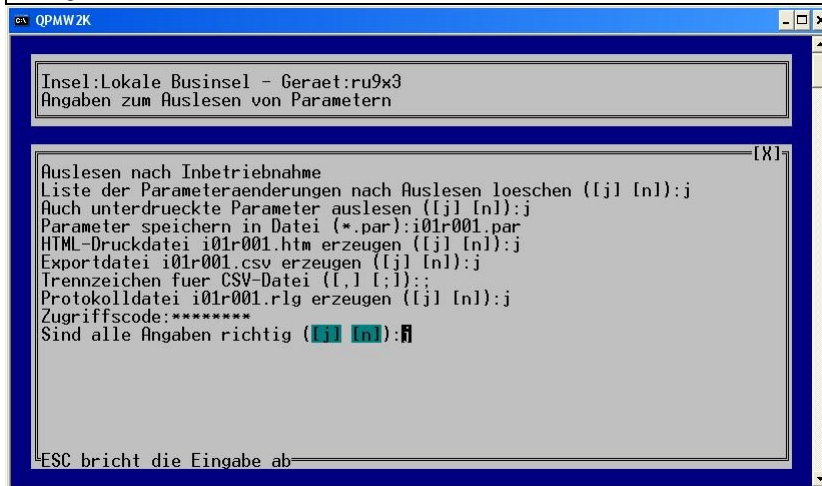 QPMW2K
Insel:Lokale Businsel - Geraet:ru9x3
Angaben zum Auslesen von Parametern
[X]
Auslesen nach Inbetriebnahme
Liste der Parameteraenderungen nach Auslesen loeschen ([j] [n]):j
Auch unterdrueckte Parameter auslesen ([j] [n]):j
Parameter speichern in Datei (*.par):i01r001.par
HTML-Druckdatei i01r001.htm erzeugen ([j] [n]):j
Exportdatei i01r001.csv erzeugen ([j] [n]):j
Trennzeichen fuer CSV-Datei ([,] [;]):;
Protokolldatei i01r001.rlg erzeugen ([j] [n]):j
Zugriffscode:********
Sind alle Angaben richtig ([j] [n]):j
ESC bricht die Eingabe ab